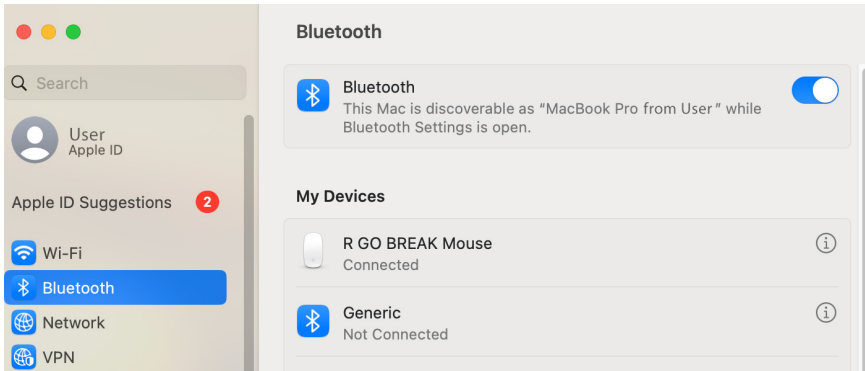 Search
User
Apple ID
Apple ID Suggestions 2
Wi-Fi
Bluetooth
Network
VPN
Bluetooth
Bluetooth
This Mac is discoverable as “MacBook Pro from User” while
Bluetooth Settings is open.
My Devices
R GO BREAK Mouse
Connected
Generic
Not Connected